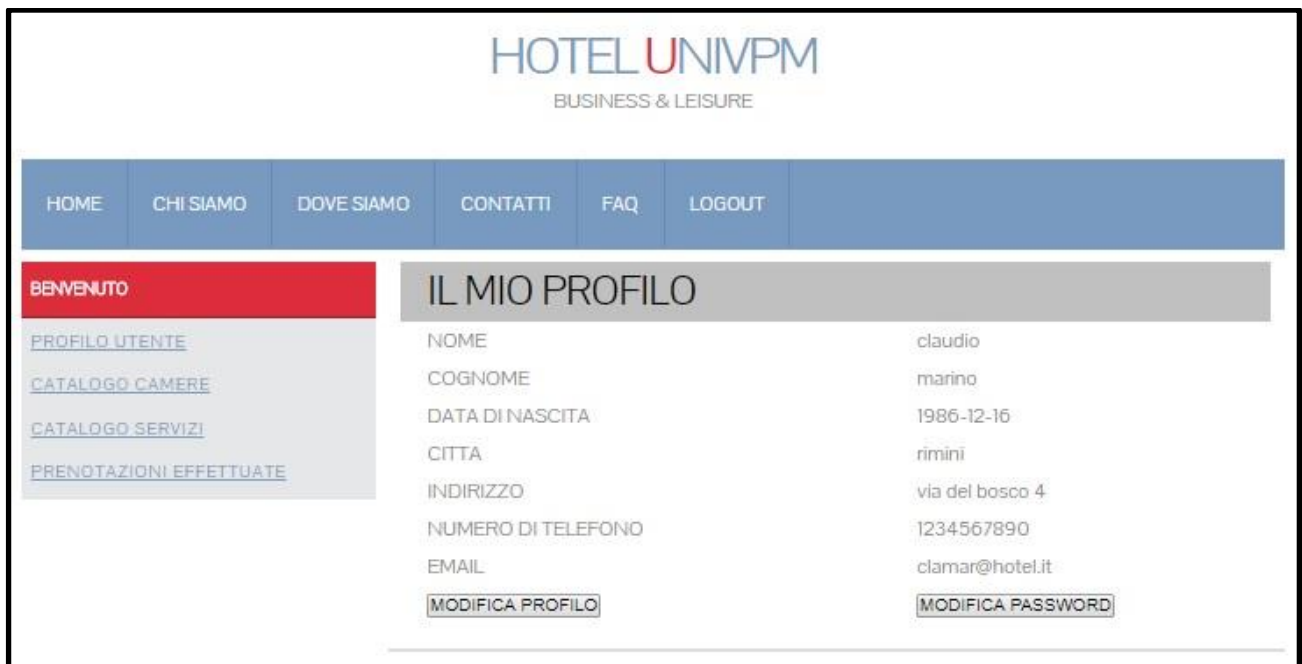 HOTEL UNIVPM
BUSINESS & LEISURE
HOME CHI SIAMO DOVE SIAMO CONTATTI FAQ LOGOUT
BENVENUTO
PROFILO UTENTE
CATALOGO CAMERE
CATALOGO SERVIZI
PRENOTAZIONI EFFETTUATE
IL MIO PROFILO
NOME claudio
COGNOME marino
DATA DI NASCITA 1986-12-16
CITTA rimini
INDIRIZZO via del bosco 4
NUMERO DI TELEFONO 1234567890
EMAIL clamar@hotel.it
MODIFICA PROFILO MODIFICA PASSWORD